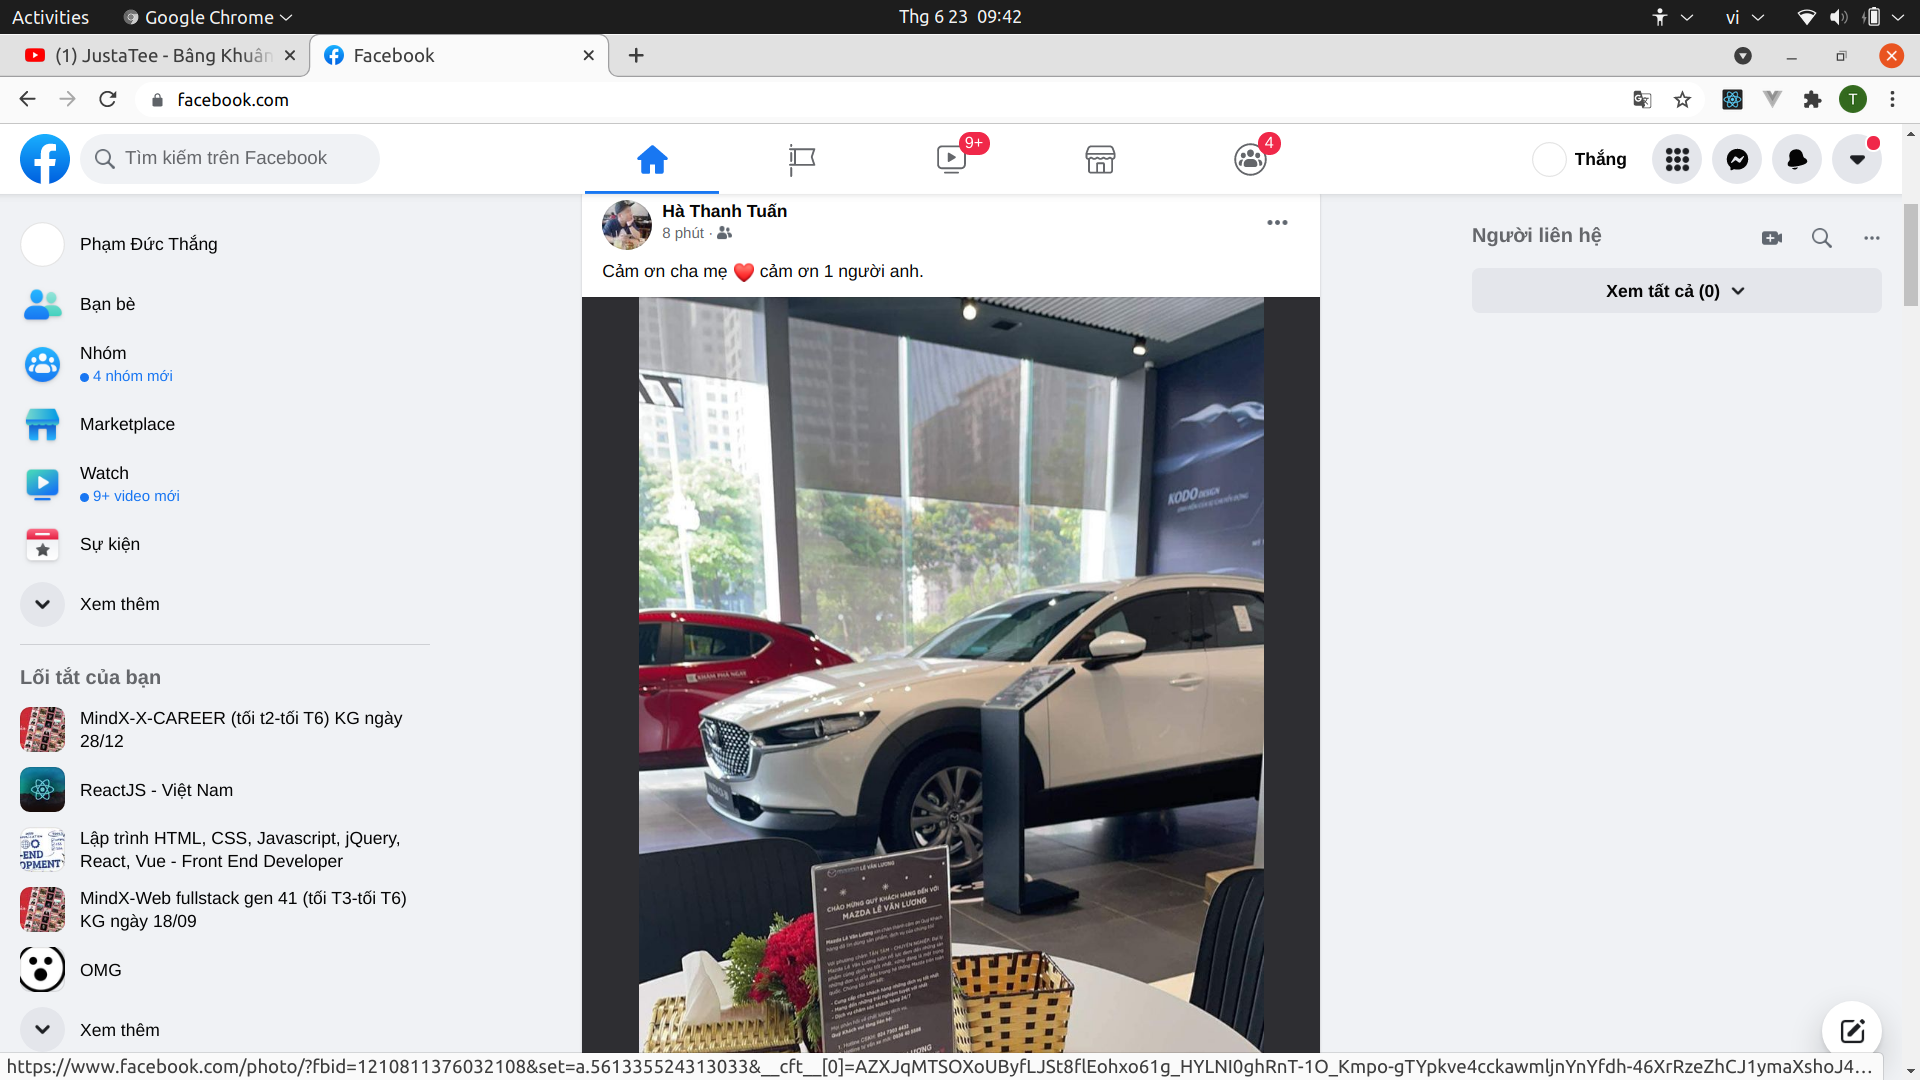 Activities
Google Chrome
Thg 6 23 09:42
vi
(1) JustaTee - Bâng Khuân
Facebook
facebook.com
T
Tìm kiếm trên Facebook
9+
4
Thắng
Phạm Đức Thắng
Bạn bè
Nhóm
4 nhóm mới
Marketplace
Watch
9+ video mới
Sự kiện
Xem thêm
Lối tắt của bạn
MindX-X-CAREER (tối t2-tối T6) KG ngày
28/12
ReactJS - Việt Nam
Lập trình HTML, CSS, Javascript, jQuery,
React, Vue - Front End Developer
MindX-Web fullstack gen 41 (tối T3-tối T6)
KG ngày 18/09
OMG
Xem thêm
Hà Thanh Tuấn
8 phút ·
Cảm ơn cha mẹ ❤️ cảm ơn 1 người anh.
KODO DESIGN
KHÁM PHÁ NGAY
LÊ VĂN LƯƠNG
CHÀO MỪNG QUÝ KHÁCH HÀNG ĐẾN VỚI
MAZDA LÊ VĂN LƯƠNG
Người liên hệ
Xem tất cả (0)
https://www.facebook.com/photo/?fbid=1210811376032108&set=a.561335524313033&__cft__[0]=AZXJqMTSOXoUByfLJSt8flEohxo61g_HYLNI0ghRnT-1O_Kmpo-gTYpkve4cckawmljnYnYfdh-46XrRzeZhCJ1ymaXshoJ4...